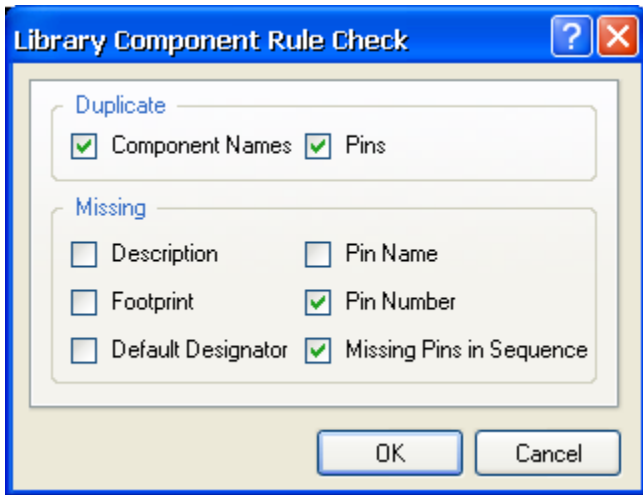 Library Component Rule Check
Duplicate
Component Names Pins
Missing
Description Pin Name
Footprint Pin Number
Default Designator Missing Pins in Sequence
OK Cancel